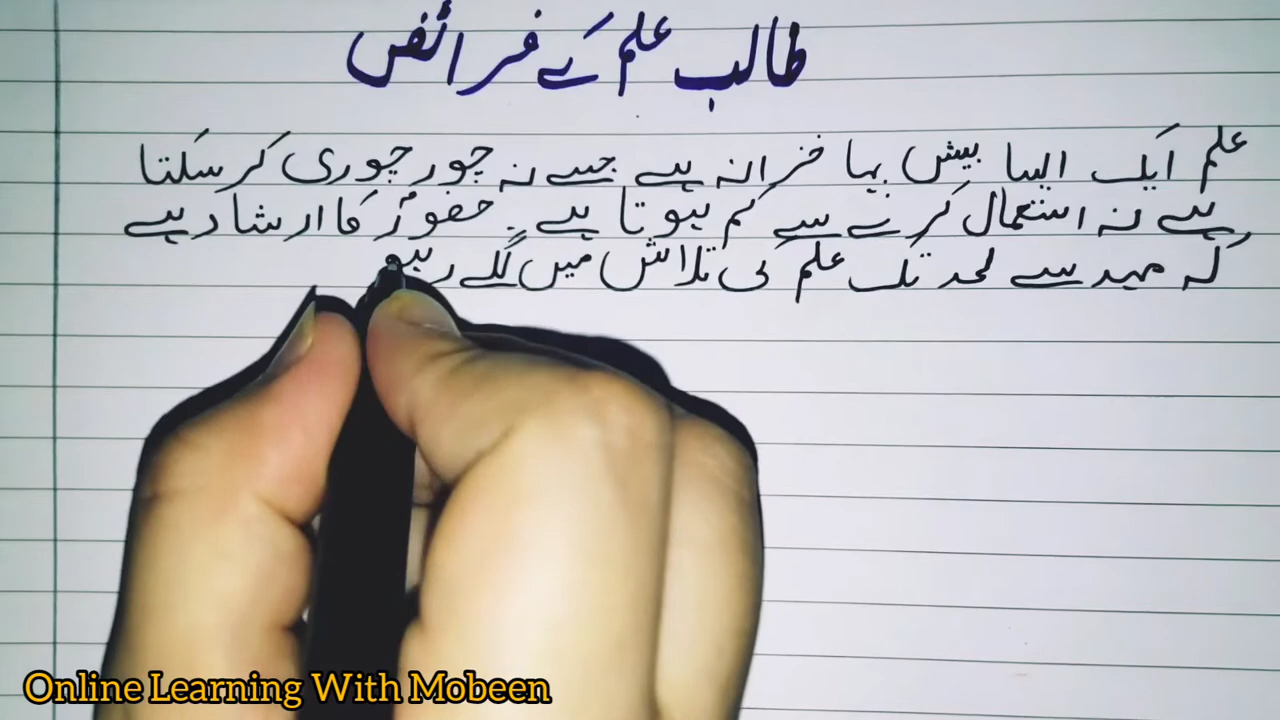 طالب علم کے فرائض
علم ایک ایسا بیش بہا خزانہ ہے جسے نہ چور چوری کر سکتا
ہے نہ استعمال کرنے سے کم ہوتا ہے۔ حضورؐ کا ارشاد ہے
کہ مہد سے لحد تک علم کی تلاش میں لگے
Online Learning With Mobeen